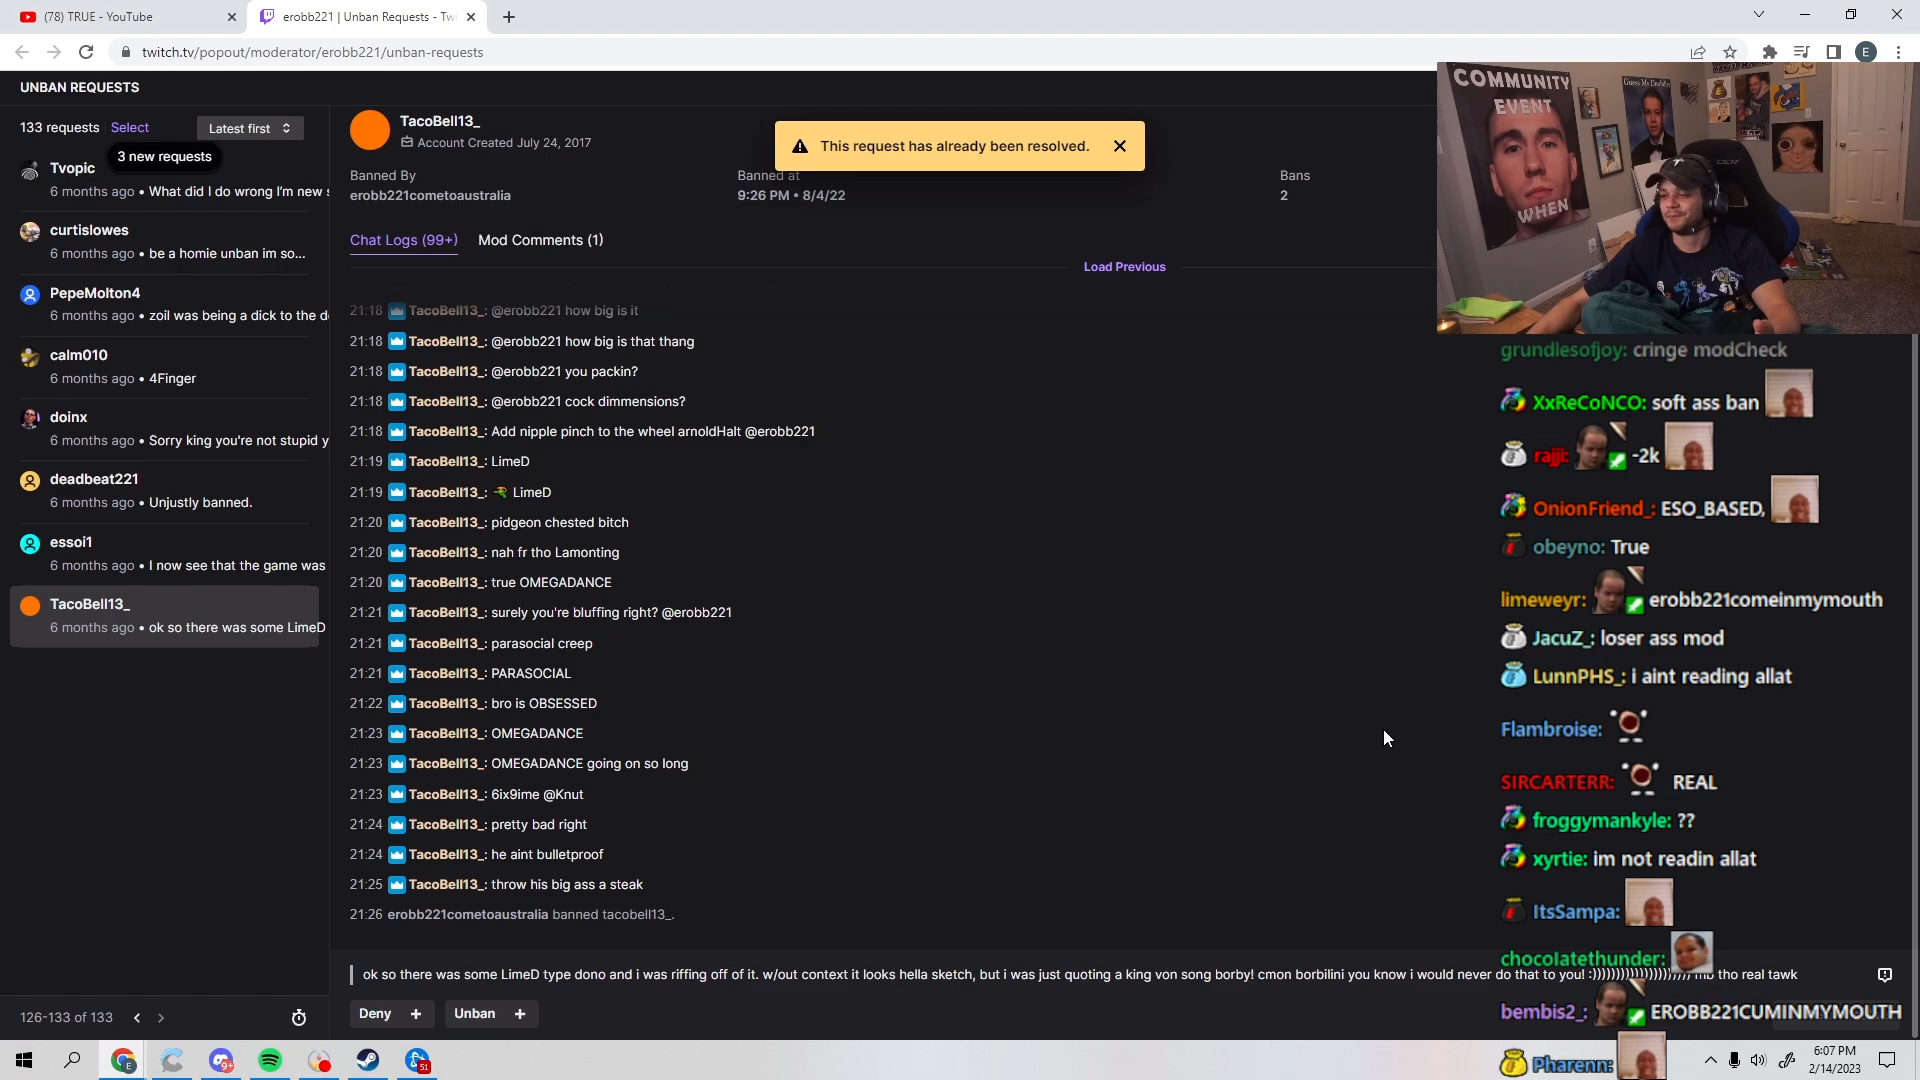 (78) TRUE - YouTube
erobb221 | Unban Requests - Tw
twitch.tv/popout/moderator/erobb221/unban-requests
E
UNBAN REQUESTS
133 requests Select Latest first
3 new requests
Tvopic
6 months ago • What did I do wrong I'm new s
curtislowes
6 months ago • be a homie unban im so...
PepeMolton4
6 months ago • zoil was being a dick to the d
calm010
6 months ago • 4Finger
doinx
6 months ago • Sorry king you're not stupid y
deadbeat221
6 months ago • Unjustly banned.
essoi1
6 months ago • I now see that the game was
TacoBell13_
6 months ago • ok so there was some LimeD
126-133 of 133
TacoBell13_
Account Created July 24, 2017
This request has already been resolved.
Banned By
erobb221cometoaustralia
Banned at
9:26 PM • 8/4/22
Bans
2
Chat Logs (99+) Mod Comments (1)
Load Previous
21:18 TacoBell13_: @erobb221 how big is it
21:18 TacoBell13_: @erobb221 how big is that thang
21:18 TacoBell13_: @erobb221 you packin?
21:18 TacoBell13_: @erobb221 cock dimmensions?
21:18 TacoBell13_: Add nipple pinch to the wheel arnoldHalt @erobb221
21:19 TacoBell13_: LimeD
21:19 TacoBell13_: LimeD
21:20 TacoBell13_: pidgeon chested bitch
21:20 TacoBell13_: nah fr tho Lamonting
21:20 TacoBell13_: true OMEGADANCE
21:21 TacoBell13_: surely you're bluffing right? @erobb221
21:21 TacoBell13_: parasocial creep
21:21 TacoBell13_: PARASOCIAL
21:22 TacoBell13_: bro is OBSESSED
21:23 TacoBell13_: OMEGADANCE
21:23 TacoBell13_: OMEGADANCE going on so long
21:23 TacoBell13_: 6ix9ime @Knut
21:24 TacoBell13_: pretty bad right
21:24 TacoBell13_: he aint bulletproof
21:25 TacoBell13_: throw his big ass a steak
21:26 erobb221cometoaustralia banned tacobell13_.
ok so there was some LimeD type dono and i was riffing off of it. w/out context it looks hella sketch, but i was just quoting a king von song borby! cmon borbilini you know i would never do that to you! :)))))))))))))))))))))) mb tho real tawk
Deny + Unban +
COMMUNITY
EVENT
WHEN
grundlesofjoy: cringe modCheck
XxReCoNCO: soft ass ban
rajji: -2k
OnionFriend_: ESO_BASED,
obeyno: True
limeweyr: erobb221comeinmymouth
JacuZ_: loser ass mod
LunnPHS_: i aint reading allat
Flambroise:
SIRCARTERR: REAL
froggymankyle: ??
xyrtie: im not readin allat
ItsSampa:
chocolatethunder:
bembis2_: EROBB221CUMINMYMOUTH
Pharenn:
9+
51
6:07 PM
2/14/2023